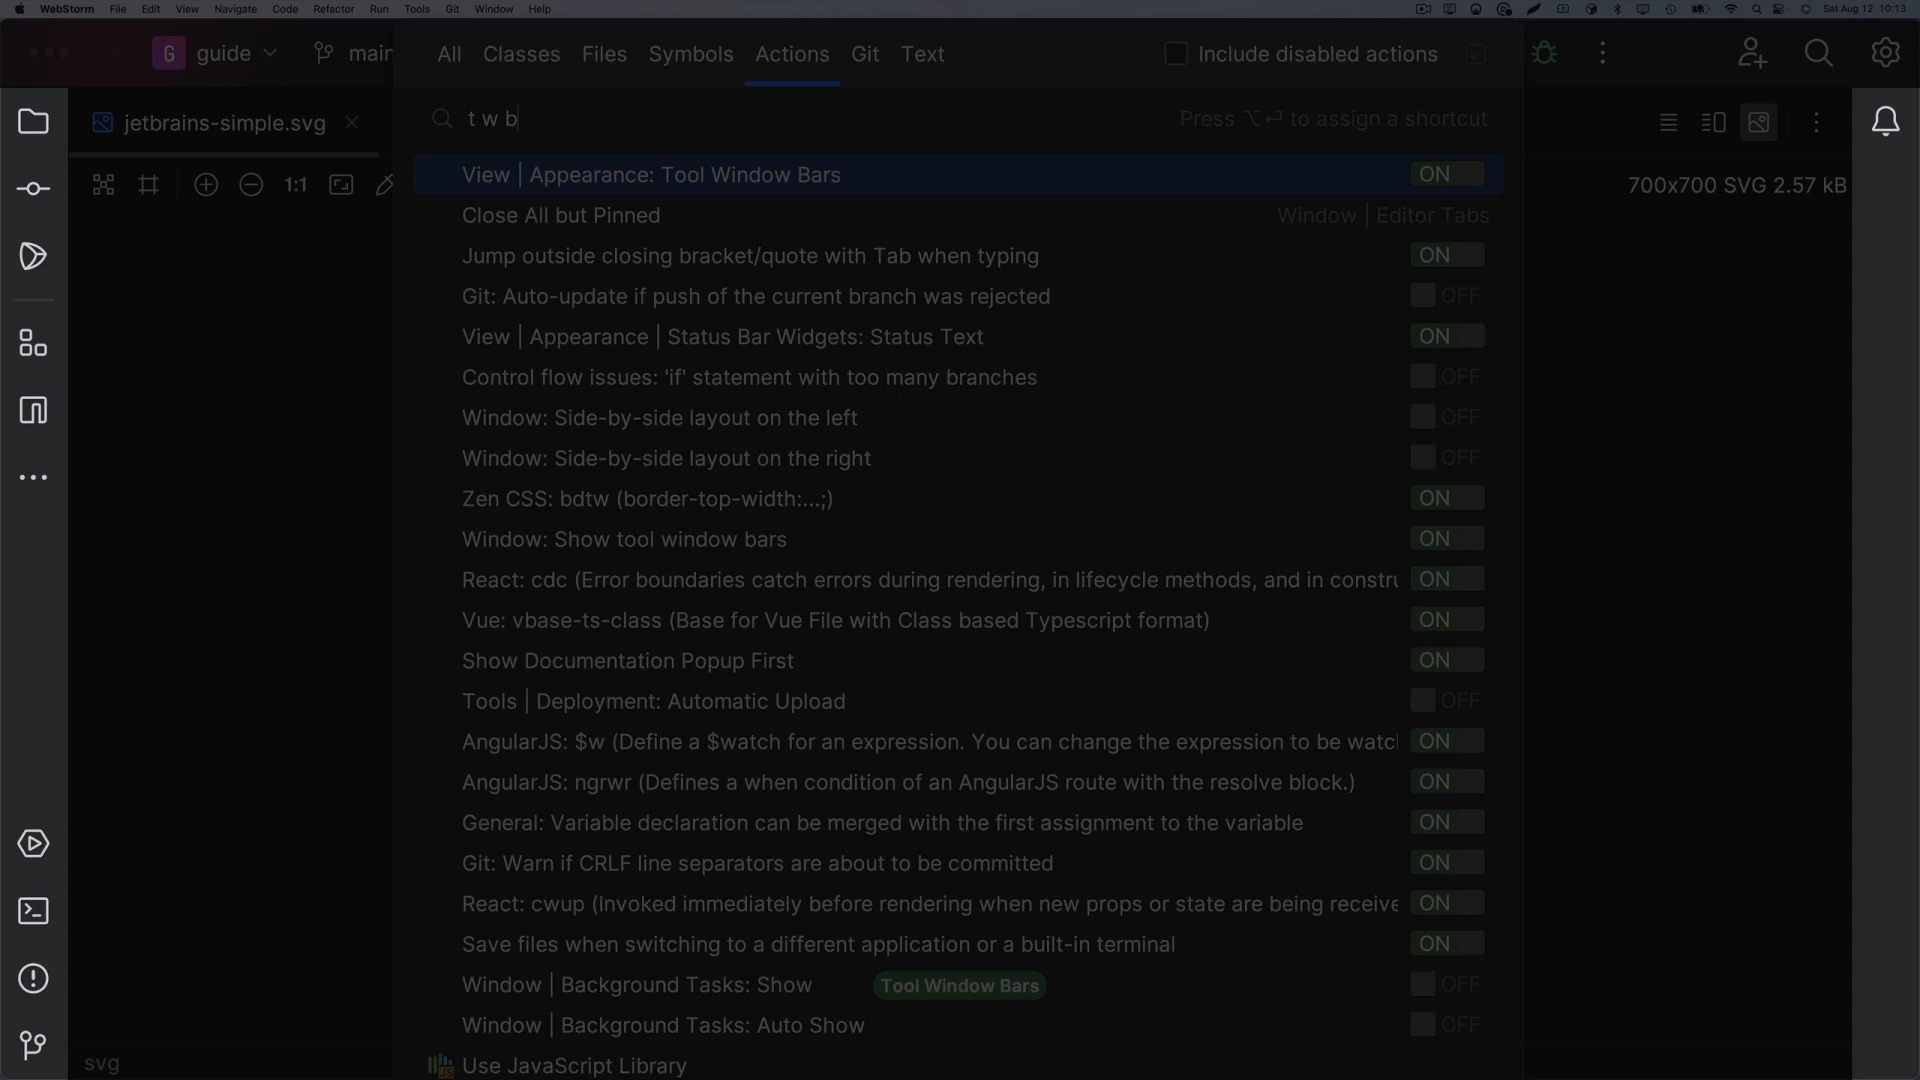 WebStorm File Edit View Navigate Code Refactor Run Tools Git Window Help Sat Aug 12 10:13
G guide main All Classes Files Symbols Actions Git Text Include disabled actions
jetbrains-simple.svg t w b Press ⌥↩ to assign a shortcut
View | Appearance: Tool Window Bars ON
1:1 700x700 SVG 2.57 kB
Close All but Pinned Window | Editor Tabs
Jump outside closing bracket/quote with Tab when typing ON
Git: Auto-update if push of the current branch was rejected OFF
View | Appearance | Status Bar Widgets: Status Text ON
Control flow issues: 'if' statement with too many branches OFF
Window: Side-by-side layout on the left OFF
Window: Side-by-side layout on the right OFF
Zen CSS: bdtw (border-top-width:...;) ON
Window: Show tool window bars ON
React: cdc (Error boundaries catch errors during rendering, in lifecycle methods, and in constru ON
Vue: vbase-ts-class (Base for Vue File with Class based Typescript format) ON
Show Documentation Popup First ON
Tools | Deployment: Automatic Upload OFF
AngularJS: $w (Define a $watch for an expression. You can change the expression to be watc ON
AngularJS: ngrwr (Defines a when condition of an AngularJS route with the resolve block.) ON
General: Variable declaration can be merged with the first assignment to the variable ON
Git: Warn if CRLF line separators are about to be committed ON
React: cwup (Invoked immediately before rendering when new props or state are being receive ON
Save files when switching to a different application or a built-in terminal ON
Window | Background Tasks: Show Tool Window Bars OFF
Window | Background Tasks: Auto Show OFF
svg JS Use JavaScript Library